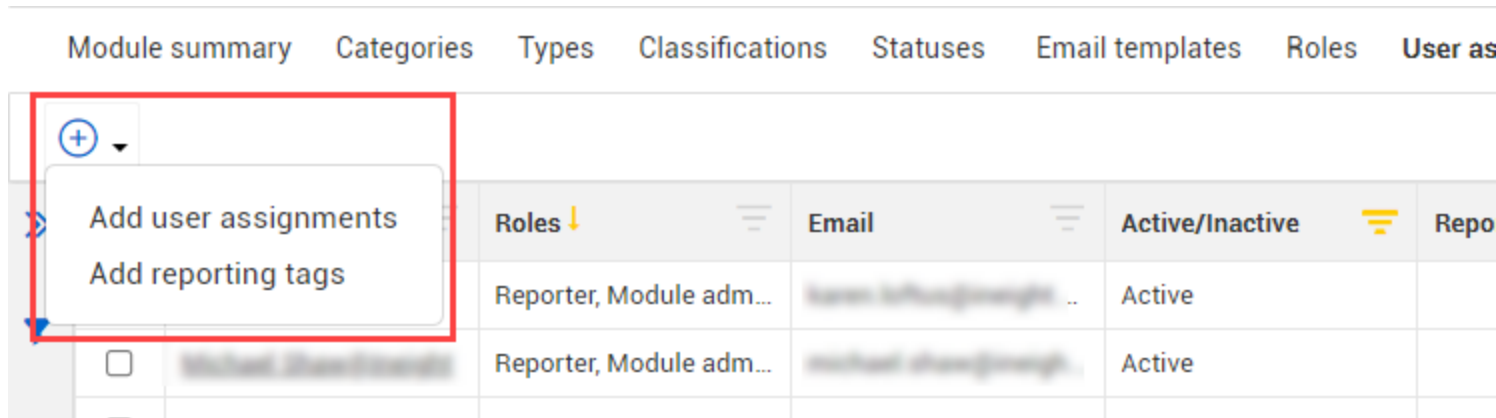 Module summary Categories Types Classifications Statuses Email templates Roles User as
Add user assignments
Add reporting tags
Roles Email Active/Inactive Repo
Reporter, Module adm... Active
Reporter, Module adm... Active